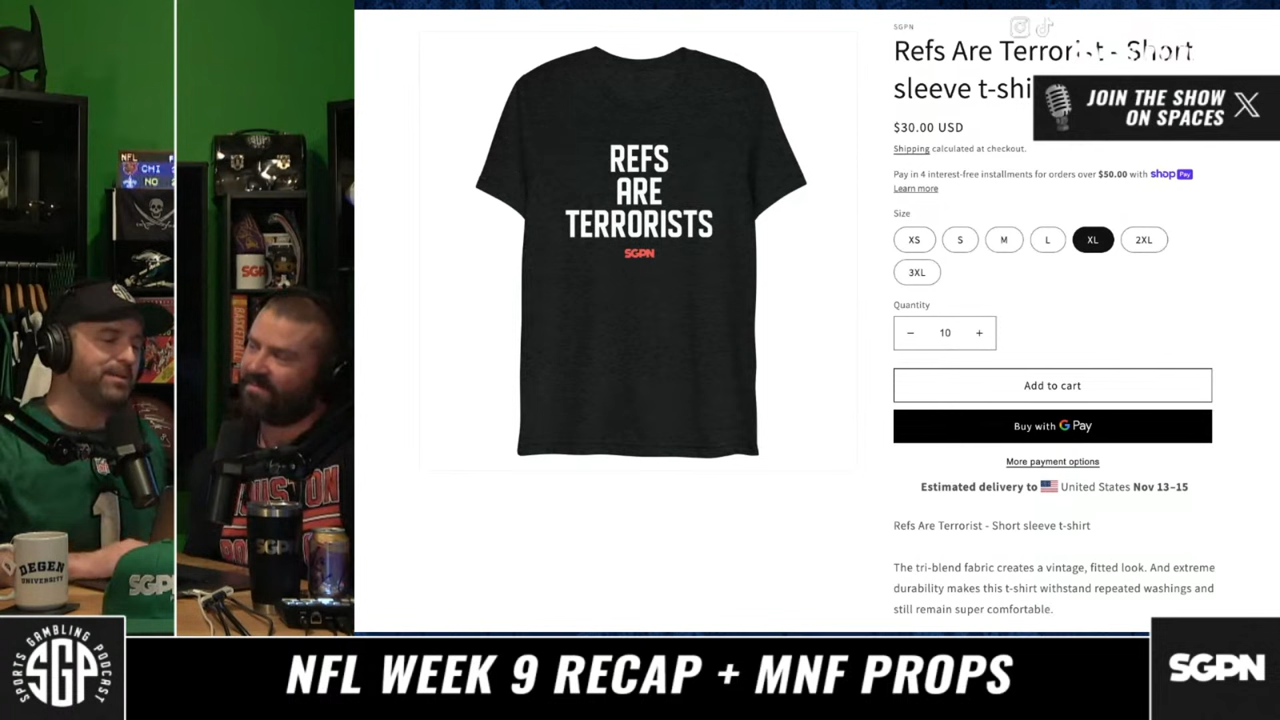 SGPN
Refs Are Terrorist - Short
sleeve t-shi
JOIN THE SHOW
ON SPACES
$30.00 USD
Shipping calculated at checkout.
Pay in 4 interest-free installments for orders over $50.00 with shop Pay
Learn more
Size
XS S M L XL 2XL
3XL
Quantity
− 10 +
Add to cart
Buy with G Pay
More payment options
Estimated delivery to United States Nov 13–15
Refs Are Terrorist - Short sleeve t-shirt
The tri-blend fabric creates a vintage, fitted look. And extreme
durability makes this t-shirt withstand repeated washings and
still remain super comfortable.
REFS
ARE
TERRORISTS
SGPN
NFL
CHI
NO
SGP
HOUSTON
1
DEGEN
UNIVERSITY
SGPN
SGPN
SPORTS GAMBLING PODCAST
SGP
NFL WEEK 9 RECAP + MNF PROPS
SGPN